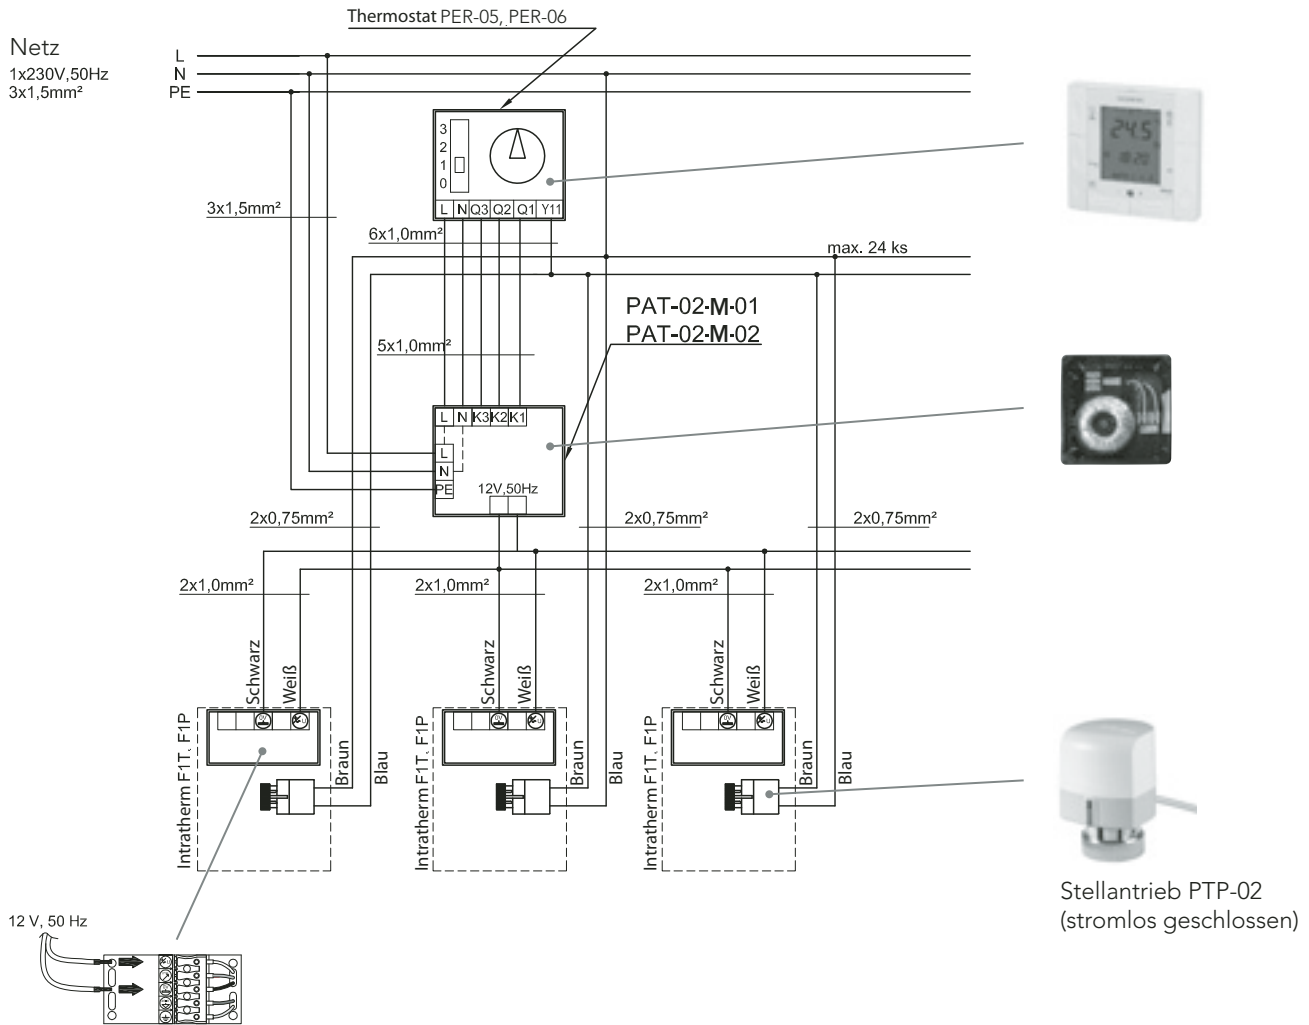 Thermostat PER-05, PER-06
Netz
1x230V,50Hz
3x1,5mm²
L
N
PE
3
2
1
0
L N Q3 Q2 Q1 Y11
24.5
3x1,5mm²
6x1,0mm²
max. 24 ks
PAT-02-M-01
PAT-02-M-02
5x1,0mm²
L N K3 K2 K1
L
N
PE
12V,50Hz
2x0,75mm²
2x0,75mm²
2x0,75mm²
2x1,0mm²
2x1,0mm²
2x1,0mm²
Schwarz
Weiß
Schwarz
Weiß
Schwarz
Weiß
Intratherm F1T, F1P
Braun
Blau
Intratherm F1T, F1P
Braun
Blau
Intratherm F1T, F1P
Braun
Blau
Stellantrieb PTP-02
(stromlos geschlossen)
12 V, 50 Hz